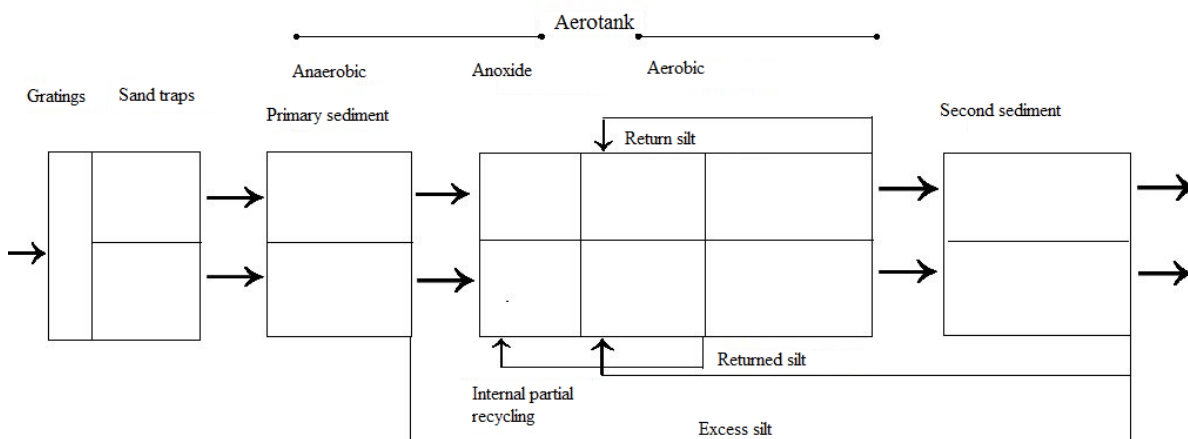 Aerotank
Anaerobic
Anoxide
Aerobic
Gratings
Sand traps
Primary sediment
Second sediment
Return silt
Returned silt
Internal partial
recycling
Excess silt